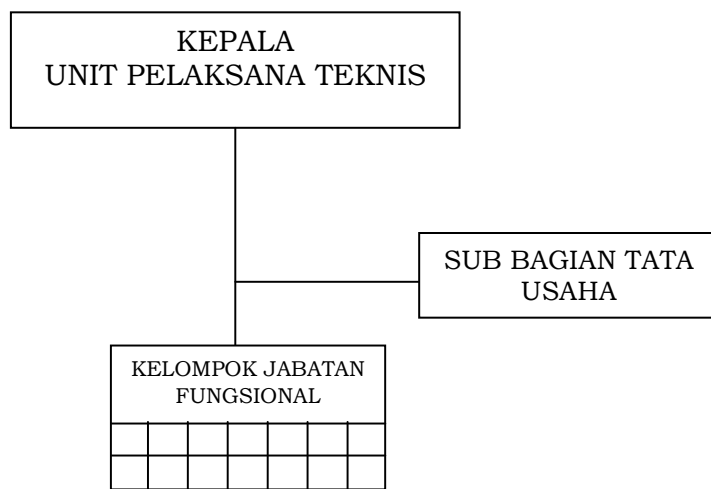 KEPALA
UNIT PELAKSANA TEKNIS
SUB BAGIAN TATA
USAHA
KELOMPOK JABATAN
FUNGSIONAL